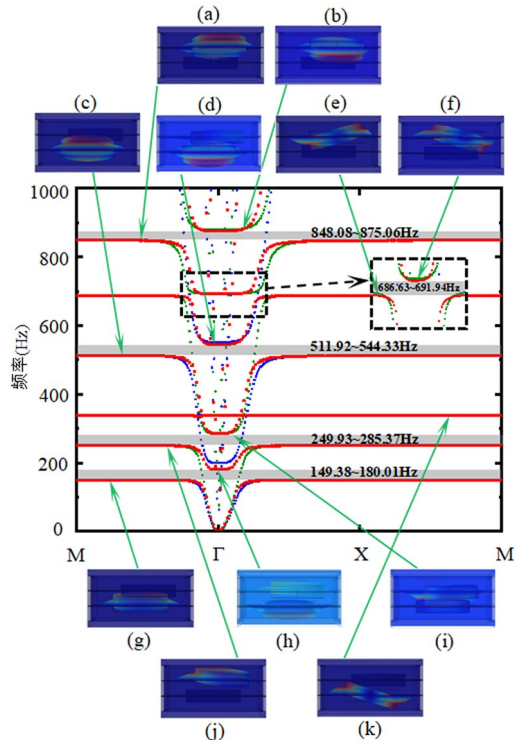 (a)
(b)
(c)
(d)
(e)
(f)
1000
848.08~875.06Hz
800
686.63~691.94Hz
600
511.92~544.33Hz
频率(Hz)
400
249.93~285.37Hz
200
149.38~180.01Hz
0
M
Γ
X
M
(g)
(h)
(i)
(j)
(k)